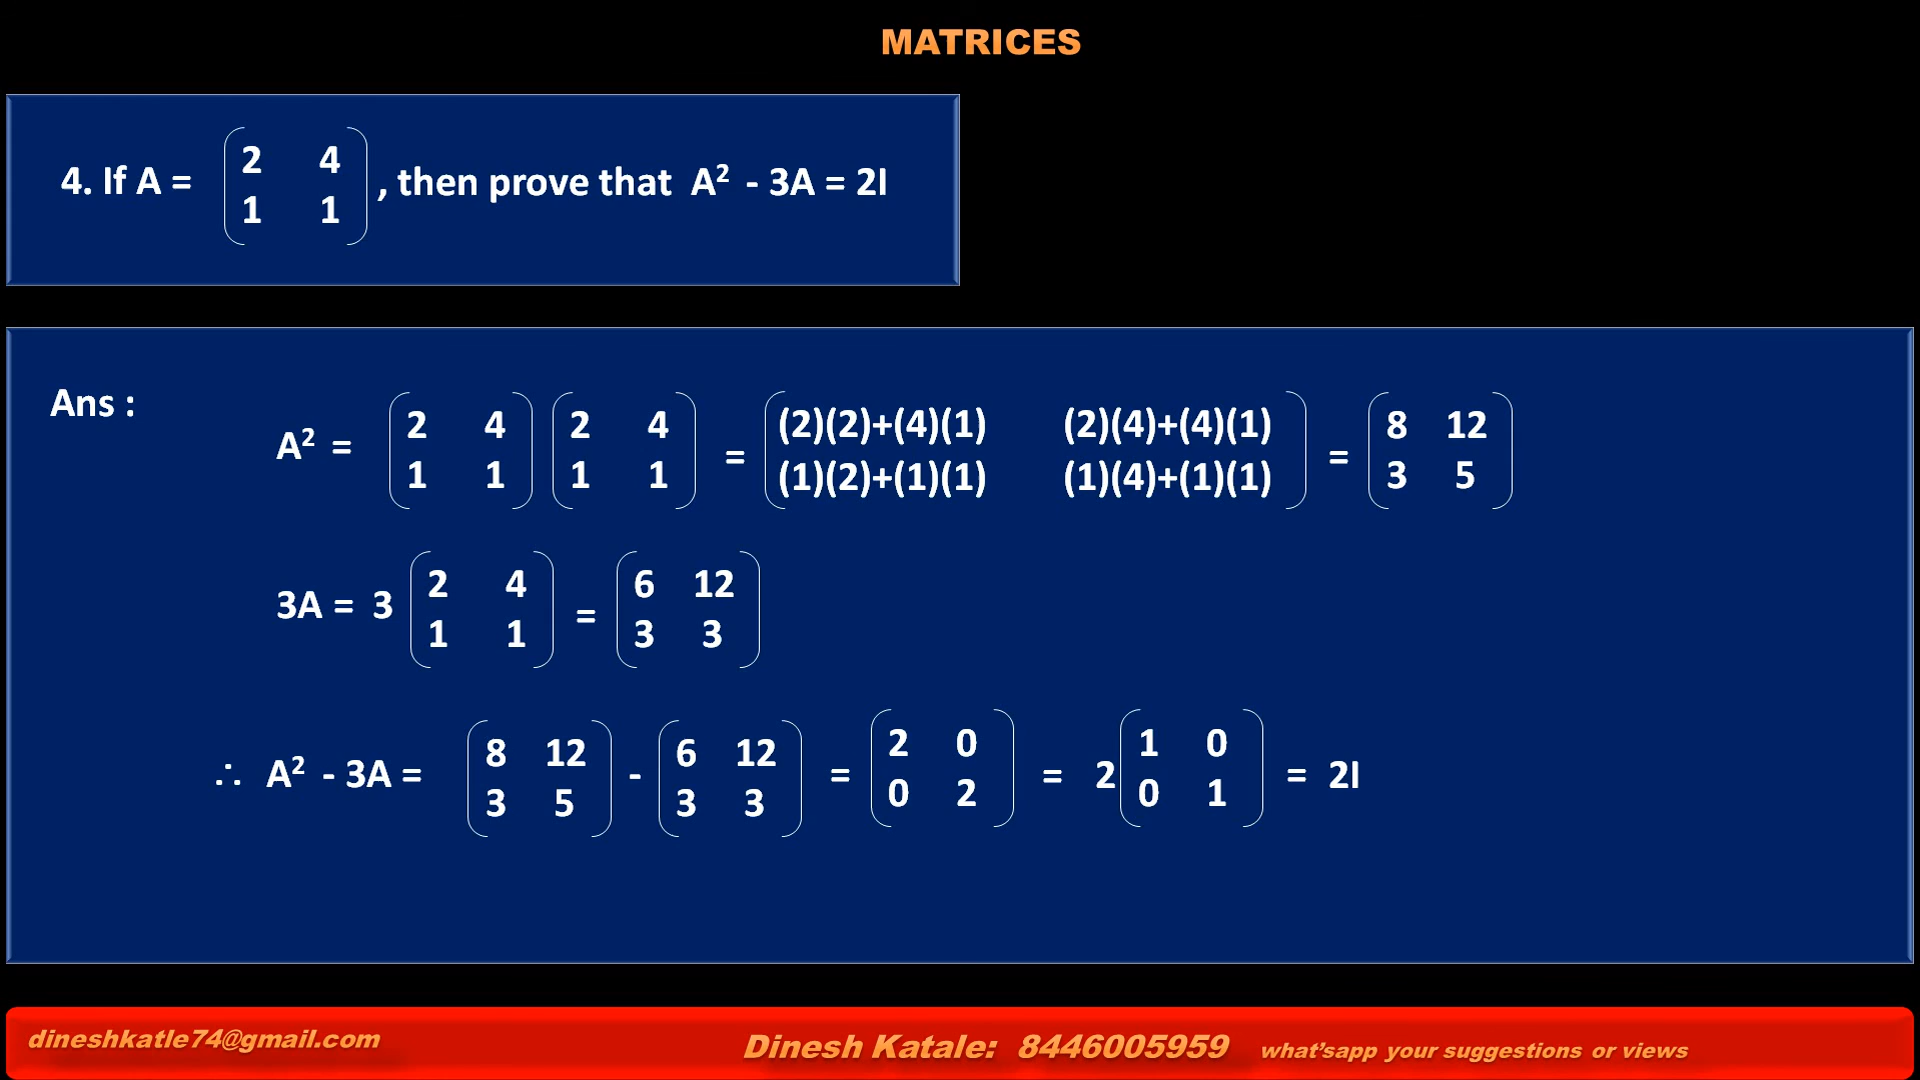 MATRICES
4. If A = 2 4 , then prove that A² - 3A = 2I
1 1
Ans :
A² = 2 4 2 4 = (2)(2)+(4)(1) (2)(4)+(4)(1) = 8 12
1 1 1 1 (1)(2)+(1)(1) (1)(4)+(1)(1) 3 5
3A = 3 2 4 = 6 12
1 1 3 3
∴ A² - 3A = 8 12 - 6 12 = 2 0 = 2 1 0 = 2I
3 5 3 3 0 2 0 1
dineshkatle74@gmail.com Dinesh Katale: 8446005959 what'sapp your suggestions or views